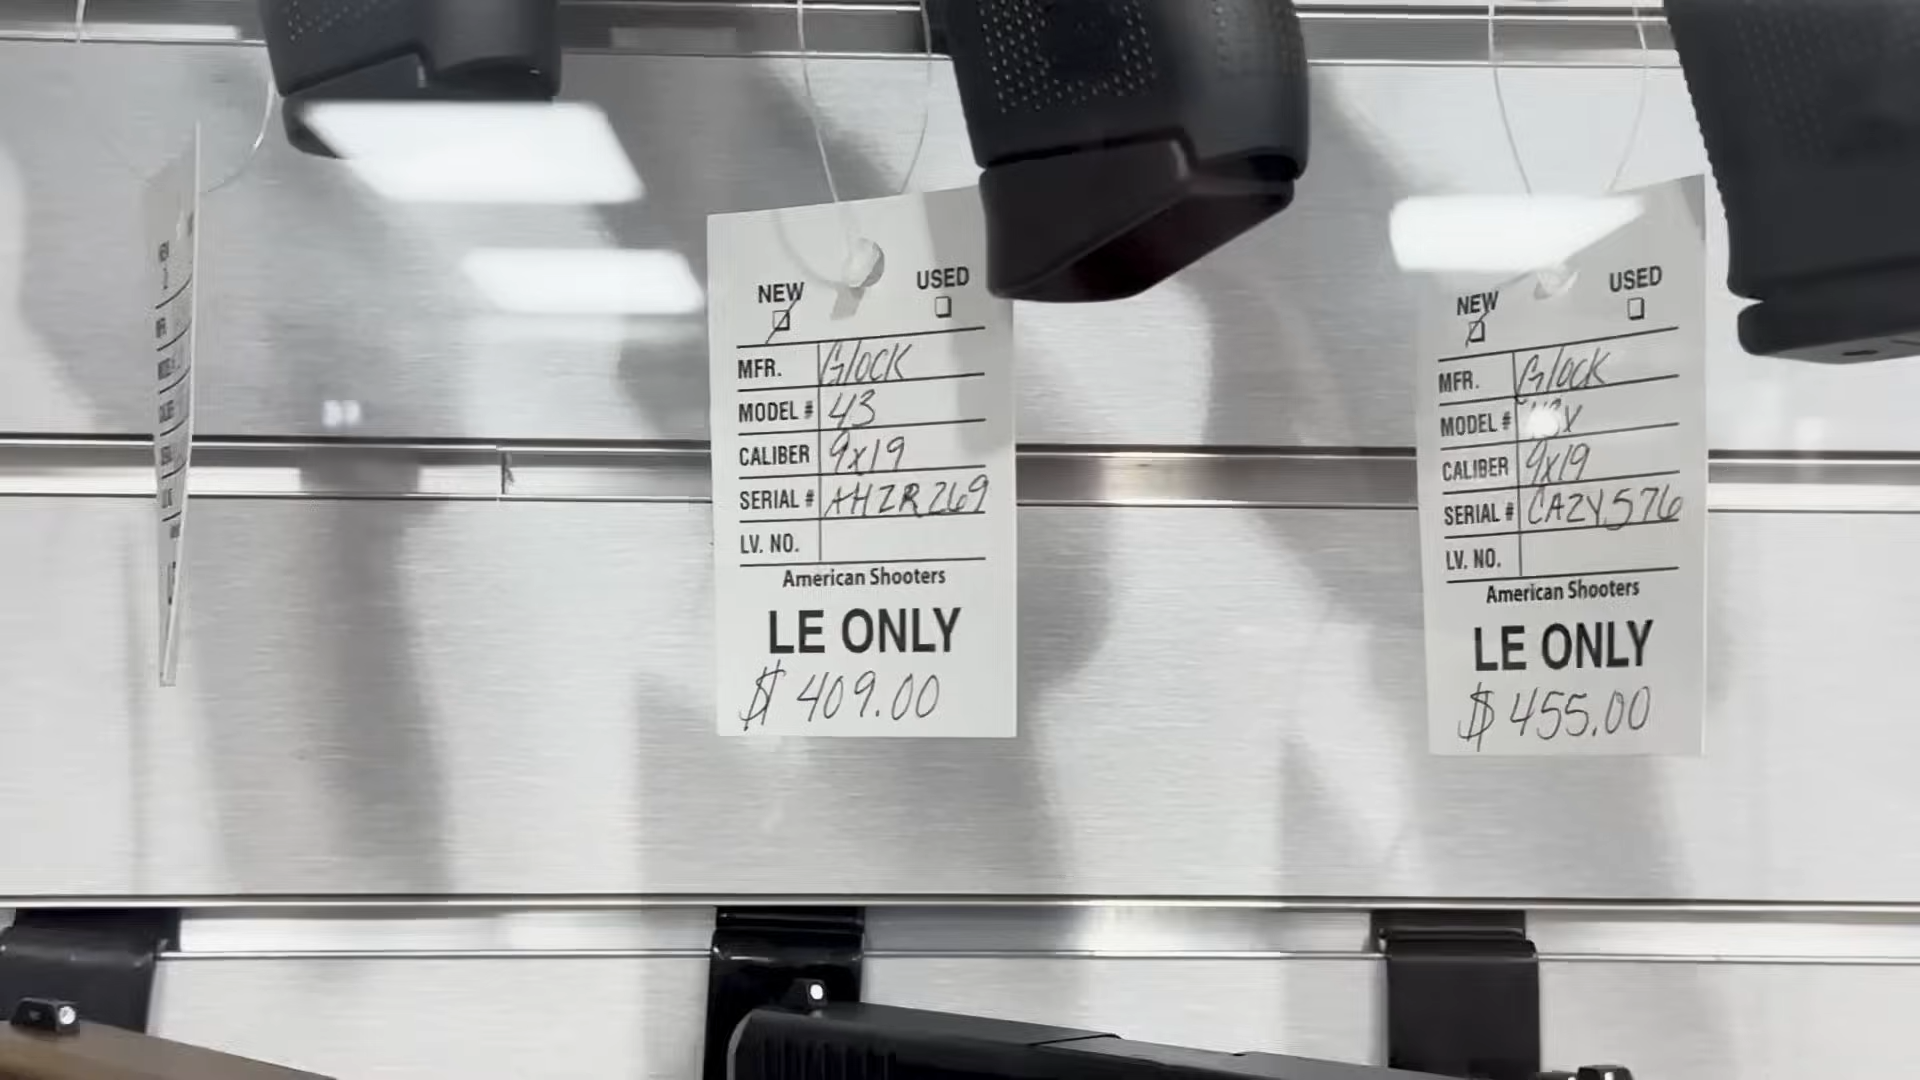 NEW USED
MFR. Glock
MODEL # 43
CALIBER 9x19
SERIAL # AHZR269
LV. NO.
American Shooters
LE ONLY
$ 409.00
NEW USED
MFR. Glock
MODEL #
CALIBER 9x19
SERIAL # CAZY576
LV. NO.
American Shooters
LE ONLY
$ 455.00